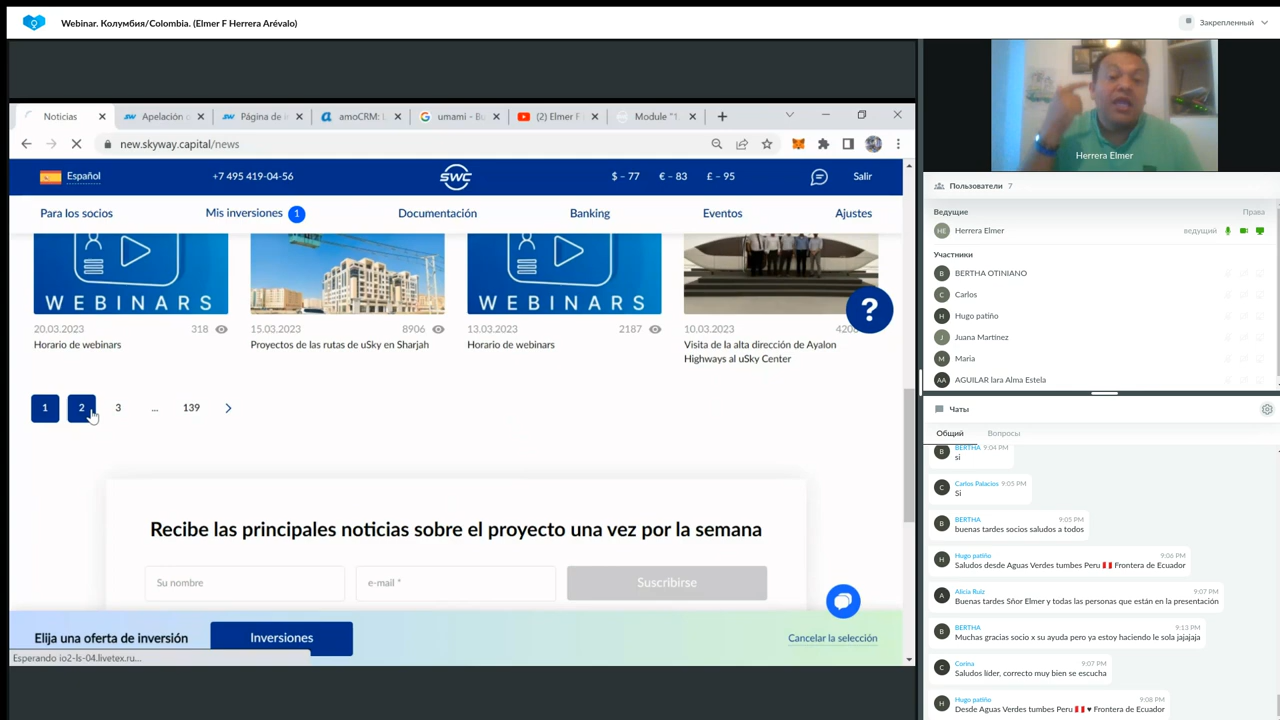 Webinar. Колумбия/Colombia. (Elmer F Herrera Arévalo)
Закрепленный
Noticias
Apelación o
Página de i
amoCRM: L
umami - Bu
(2) Elmer F
Module "1.
new.skyway.capital/news
Español
+7 495 419-04-56
SWC
$ – 77
€ – 83
£ – 95
Salir
Para los socios
Mis inversiones 1
Documentación
Banking
Eventos
Ajustes
WEBINARS
WEBINARS
20.03.2023
318
Horario de webinars
15.03.2023
8906
Proyectos de las rutas de uSky en Sharjah
13.03.2023
2187
Horario de webinars
10.03.2023
Visita de la alta dirección de Ayalon
Highways al uSky Center
?
1 2 3 ... 139
Recibe las principales noticias sobre el proyecto una vez por la semana
Su nombre
e-mail *
Suscribirse
Elija una oferta de inversión
Inversiones
Cancelar la selección
Esperando io2-ls-04.livetex.ru...
Herrera Elmer
Пользователи 7
Ведущие
Права
HE
Herrera Elmer
ведущий
Участники
B
BERTHA OTINIANO
C
Carlos
H
Hugo patiño
J
Juana Martínez
M
Maria
AA
AGUILAR lara Alma Estela
Чаты
Общий
Вопросы
B
BERTHA 9:04 PM
si
C
Carlos Palacios 9:05 PM
Si
B
BERTHA 9:05 PM
buenas tardes socios saludos a todos
H
Hugo patiño 9:06 PM
Saludos desde Aguas Verdes tumbes Peru 🇵🇪 Frontera de Ecuador
A
Alicia Ruiz 9:07 PM
Buenas tardes Sñor Elmer y todas las personas que están en la presentación
B
BERTHA 9:13 PM
Muchas gracias socio x su ayuda pero ya estoy haciendo le sola jajajaja
C
Corina 9:07 PM
Saludos líder, correcto muy bien se escucha
H
Hugo patiño 9:08 PM
Desde Aguas Verdes tumbes Peru 🇵🇪 ♥ Frontera de Ecuador